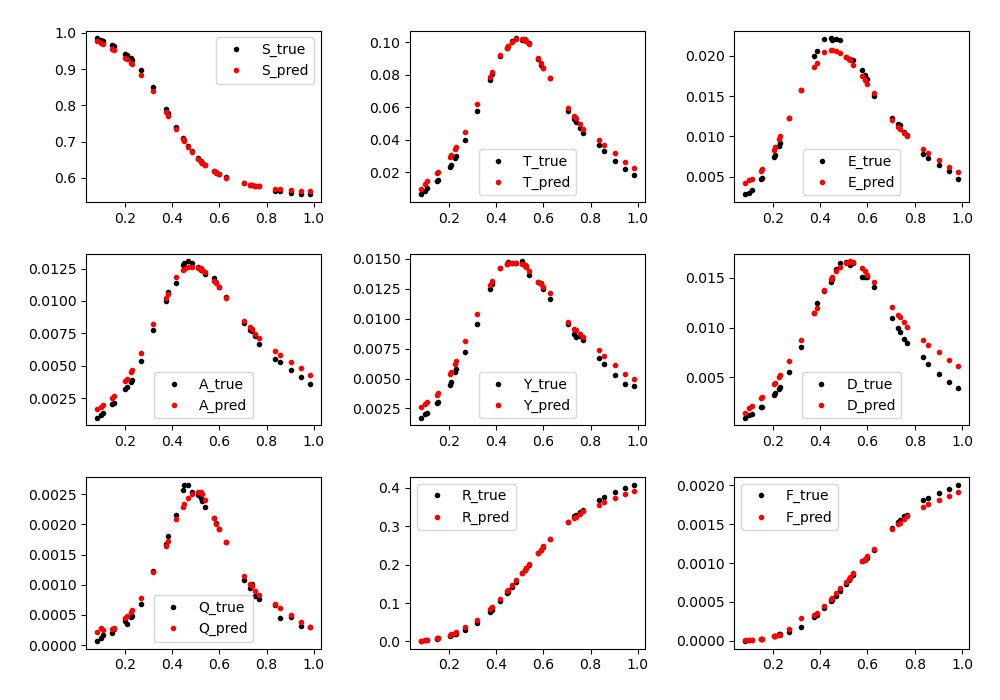 1.0
0.9
0.8
0.7
0.6
S_true
S_pred
0.2 0.4 0.6 0.8 1.0
0.10
0.08
0.06
0.04
0.02
T_true
T_pred
0.2 0.4 0.6 0.8 1.0
0.020
0.015
0.010
0.005
E_true
E_pred
0.2 0.4 0.6 0.8 1.0
0.0125
0.0100
0.0075
0.0050
0.0025
A_true
A_pred
0.2 0.4 0.6 0.8 1.0
0.0150
0.0125
0.0100
0.0075
0.0050
0.0025
Y_true
Y_pred
0.2 0.4 0.6 0.8 1.0
0.015
0.010
0.005
D_true
D_pred
0.2 0.4 0.6 0.8 1.0
0.0025
0.0020
0.0015
0.0010
0.0005
0.0000
Q_true
Q_pred
0.2 0.4 0.6 0.8 1.0
0.4
0.3
0.2
0.1
0.0
R_true
R_pred
0.2 0.4 0.6 0.8 1.0
0.0020
0.0015
0.0010
0.0005
0.0000
F_true
F_pred
0.2 0.4 0.6 0.8 1.0